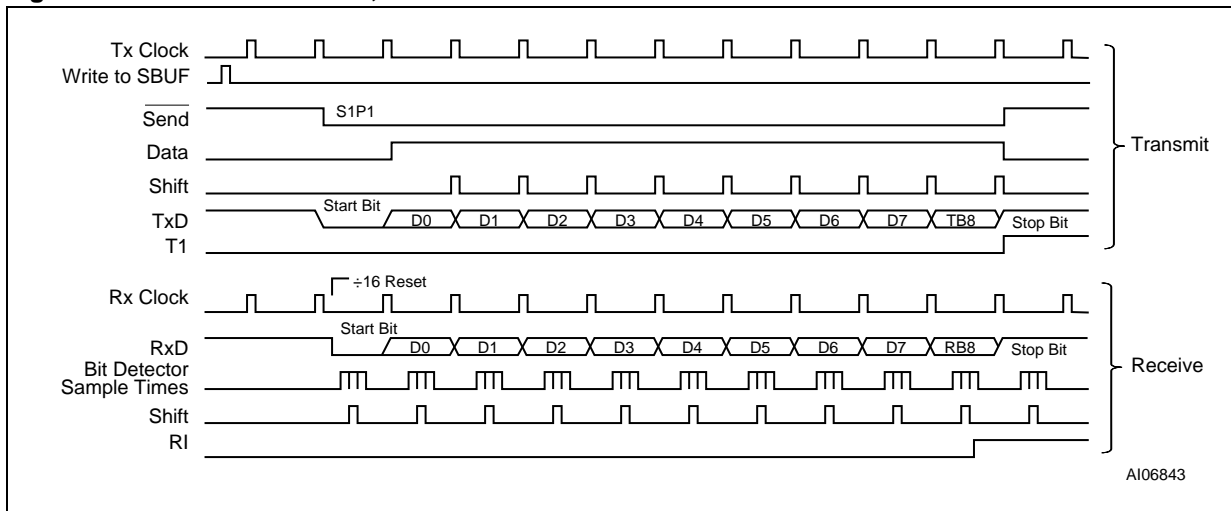 Tx Clock
Write to SBUF
Send
S1P1
Data
Transmit
Shift
TxD
Start Bit
D0 D1 D2 D3 D4 D5 D6 D7 TB8
Stop Bit
T1
÷16 Reset
Rx Clock
Start Bit
RxD
D0 D1 D2 D3 D4 D5 D6 D7 RB8
Stop Bit
Bit Detector
Sample Times
Receive
Shift
RI
AI06843